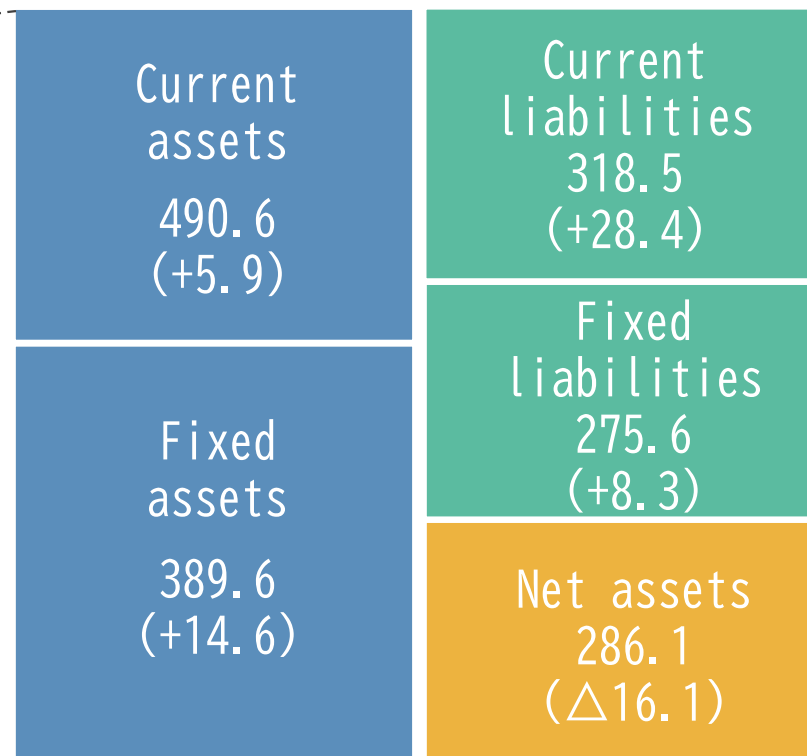 Current
assets
490.6
(+5.9)
Fixed
assets
389.6
(+14.6)
Current
liabilities
318.5
(+28.4)
Fixed
liabilities
275.6
(+8.3)
Net assets
286.1
(△16.1)